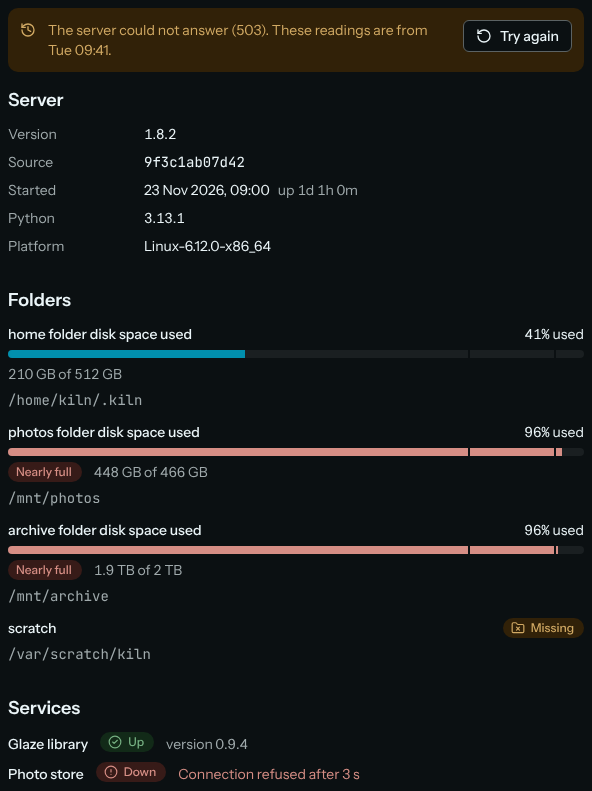 The server could not answer (503). These readings are from
Tue 09:41.
Try again
Server
Version 1.8.2
Source 9f3c1ab07d42
Started 23 Nov 2026, 09:00 up 1d 1h 0m
Python 3.13.1
Platform Linux-6.12.0-x86_64
Folders
home folder disk space used 41% used
210 GB of 512 GB
/home/kiln/.kiln
photos folder disk space used 96% used
Nearly full 448 GB of 466 GB
/mnt/photos
archive folder disk space used 96% used
Nearly full 1.9 TB of 2 TB
/mnt/archive
scratch Missing
/var/scratch/kiln
Services
Glaze library Up version 0.9.4
Photo store Down Connection refused after 3 s